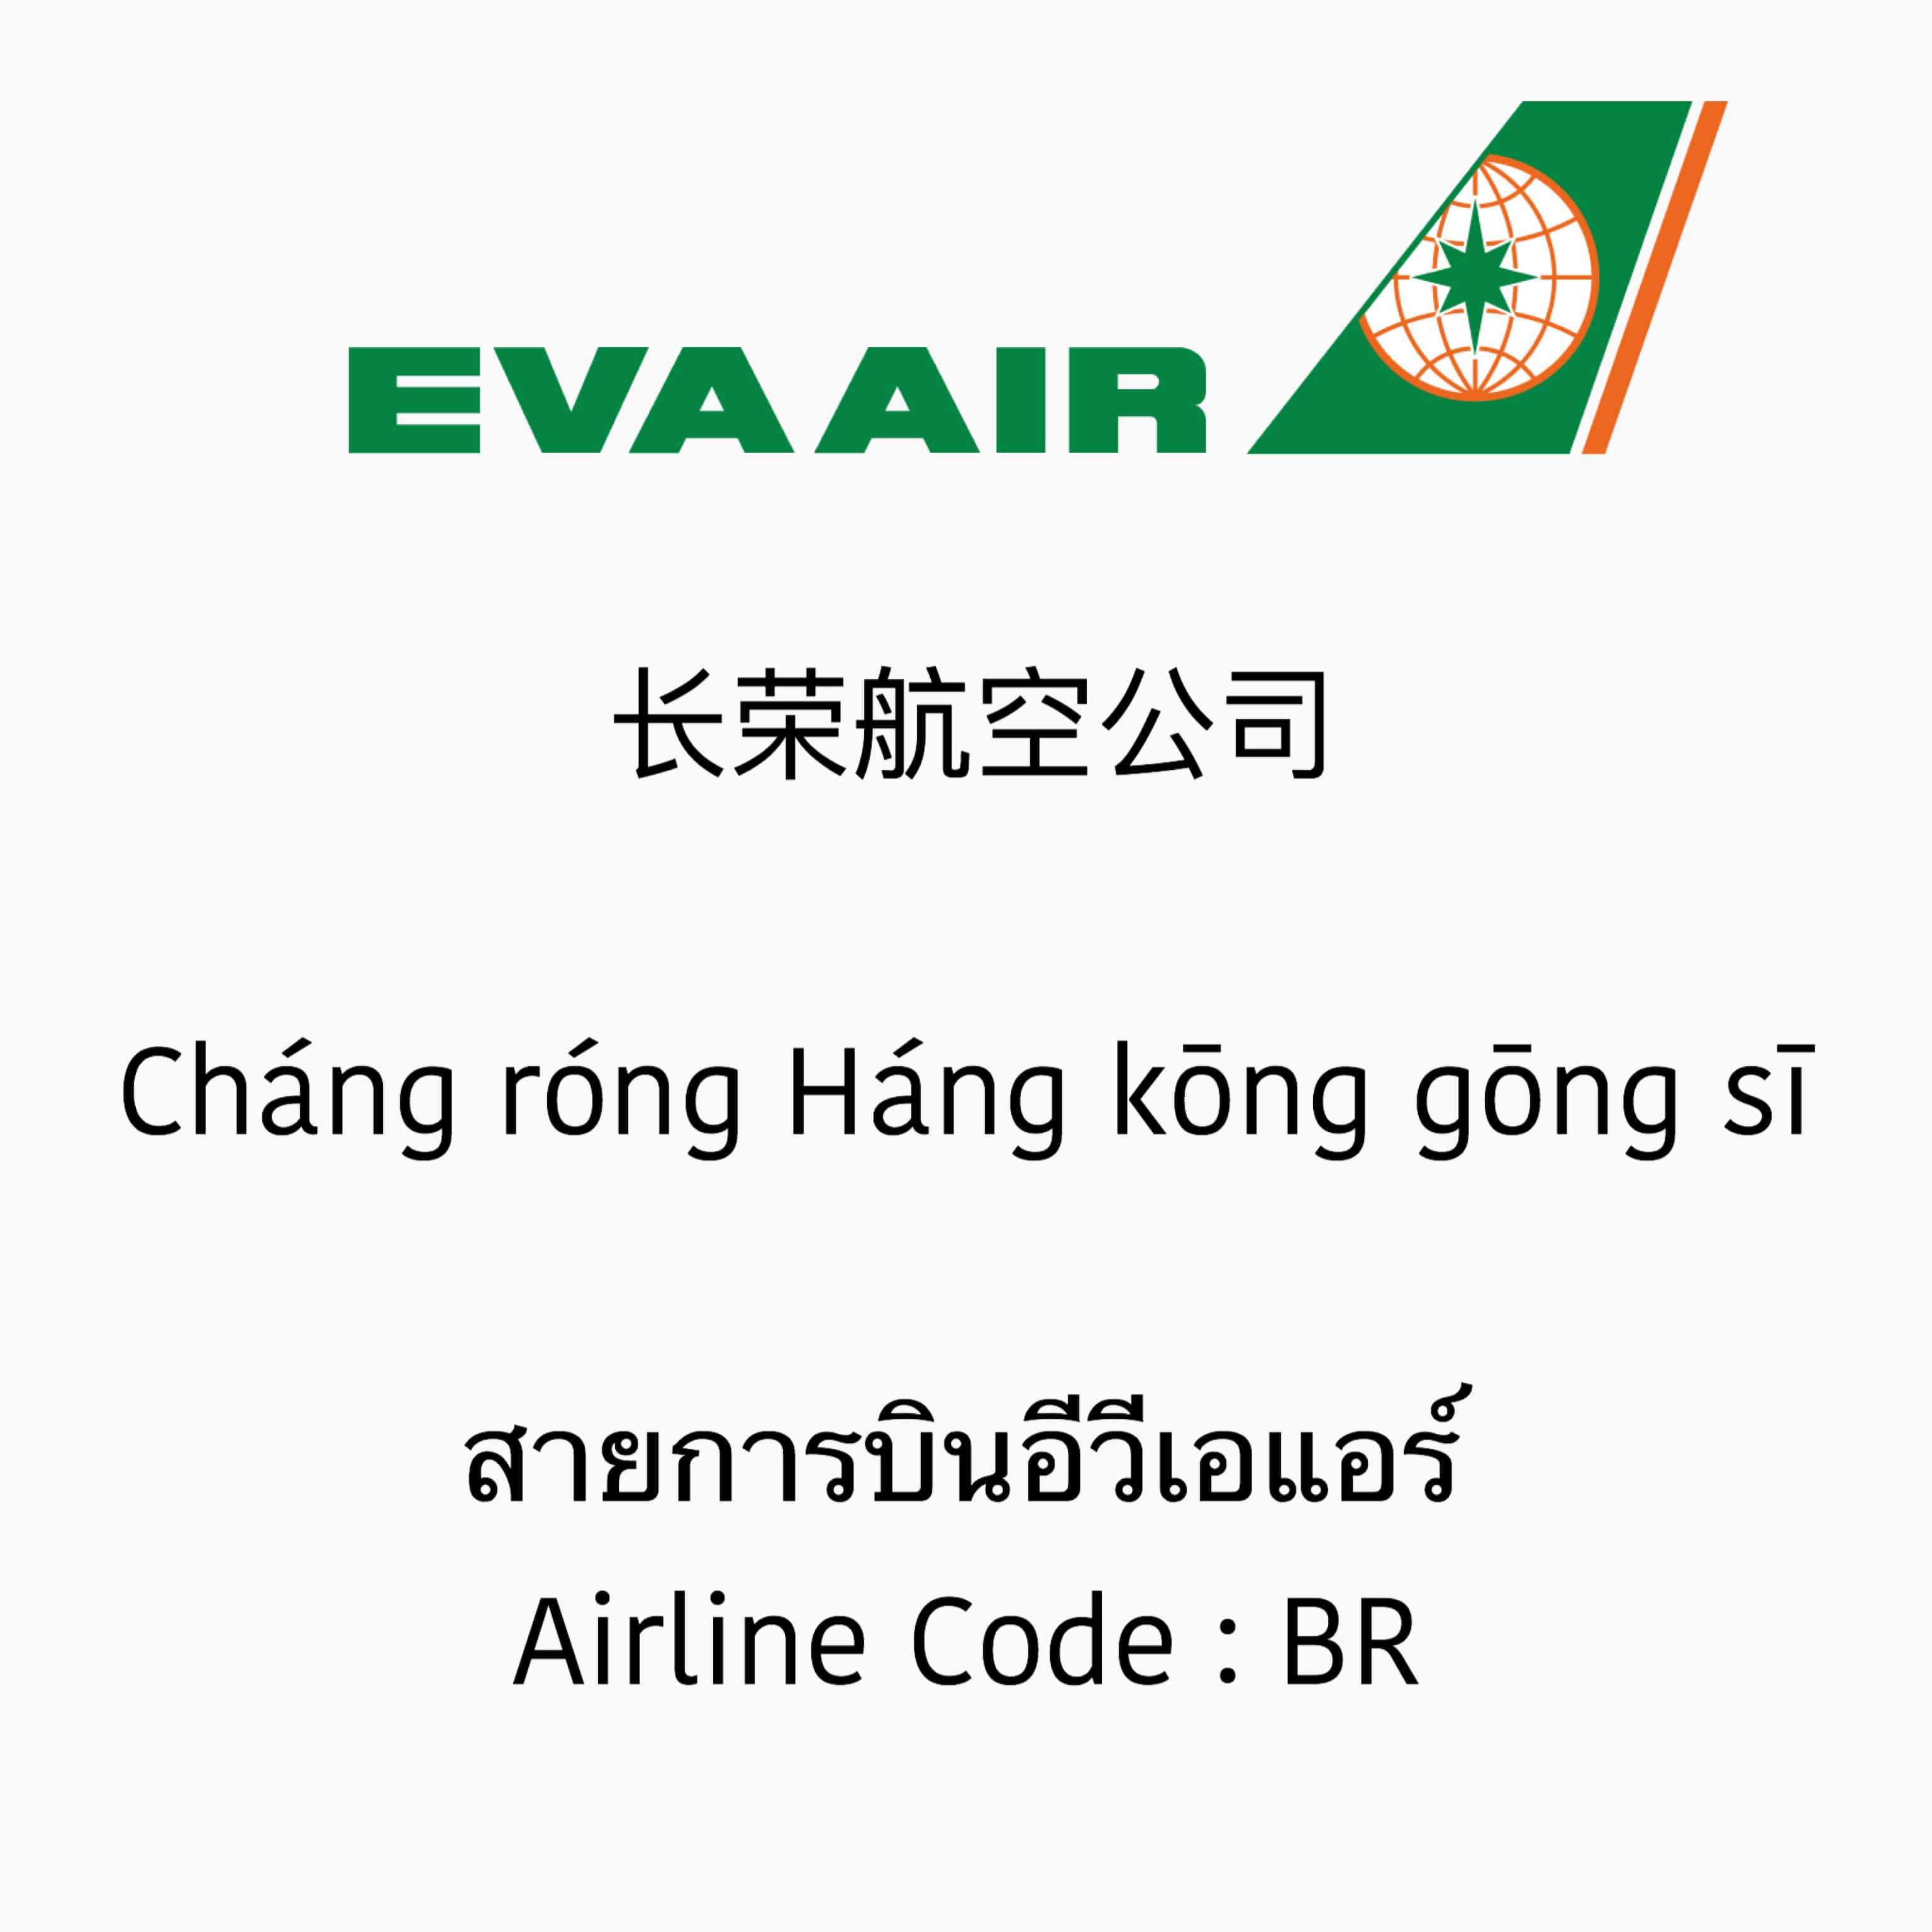 EVA AIR
长荣航空公司
Cháng róng Háng kōng gōng sī
สายการบินอีวีเอแอร์
Airline Code : BR